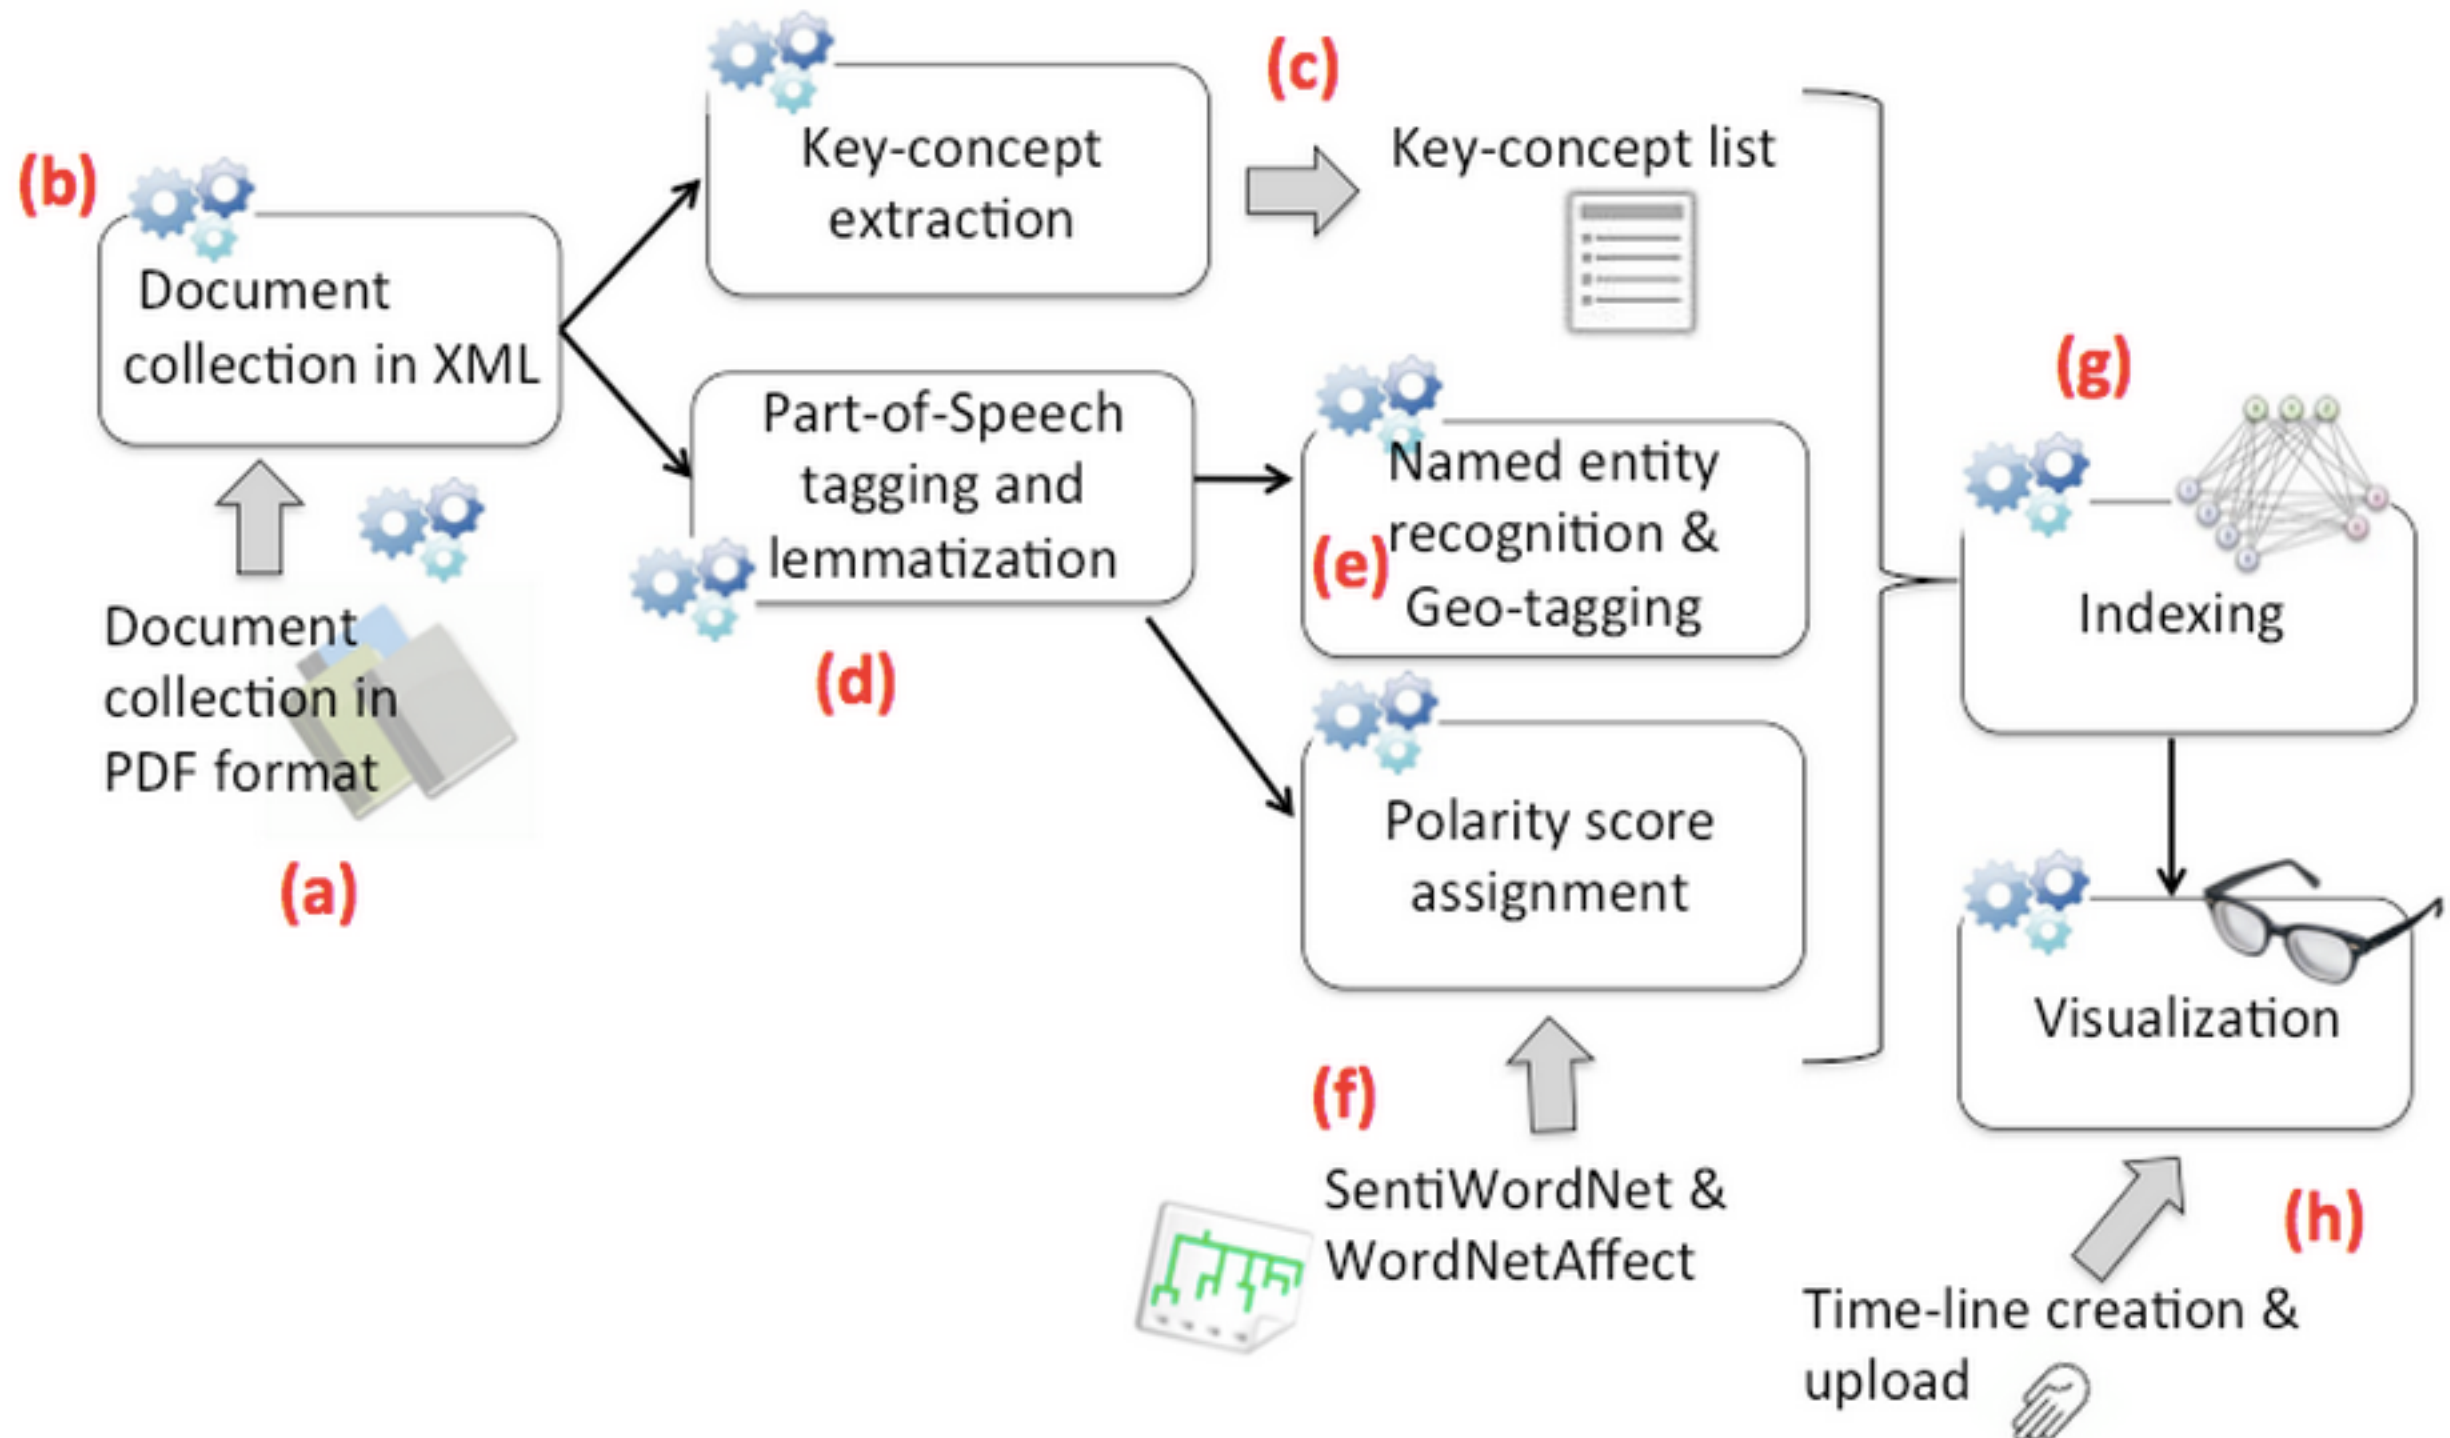 (b)
Document
collection in XML
Document
collection in
PDF format
(a)
Key-concept
extraction
(c)
Key-concept list
Part-of-Speech
tagging and
lemmatization
(d)
Named entity
recognition &
(e)
Geo-tagging
Polarity score
assignment
(f)
SentiWordNet &
WordNetAffect
(g)
Indexing
Visualization
(h)
Time-line creation &
upload